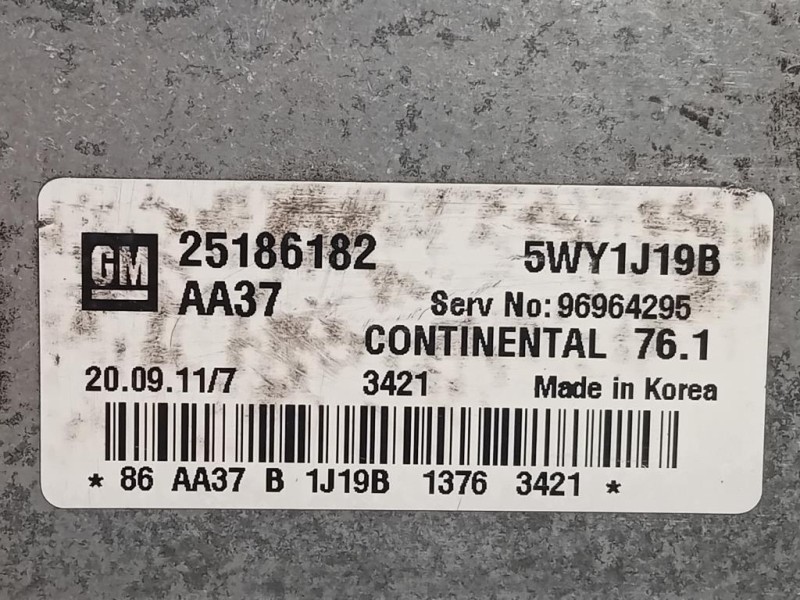 GM 25186182 5WY1J19B
AA37 Serv No: 96964295
CONTINENTAL 76.1
20.09.11/7 3421 Made in Korea
* 86 AA37 B 1J19B 1376 3421 *